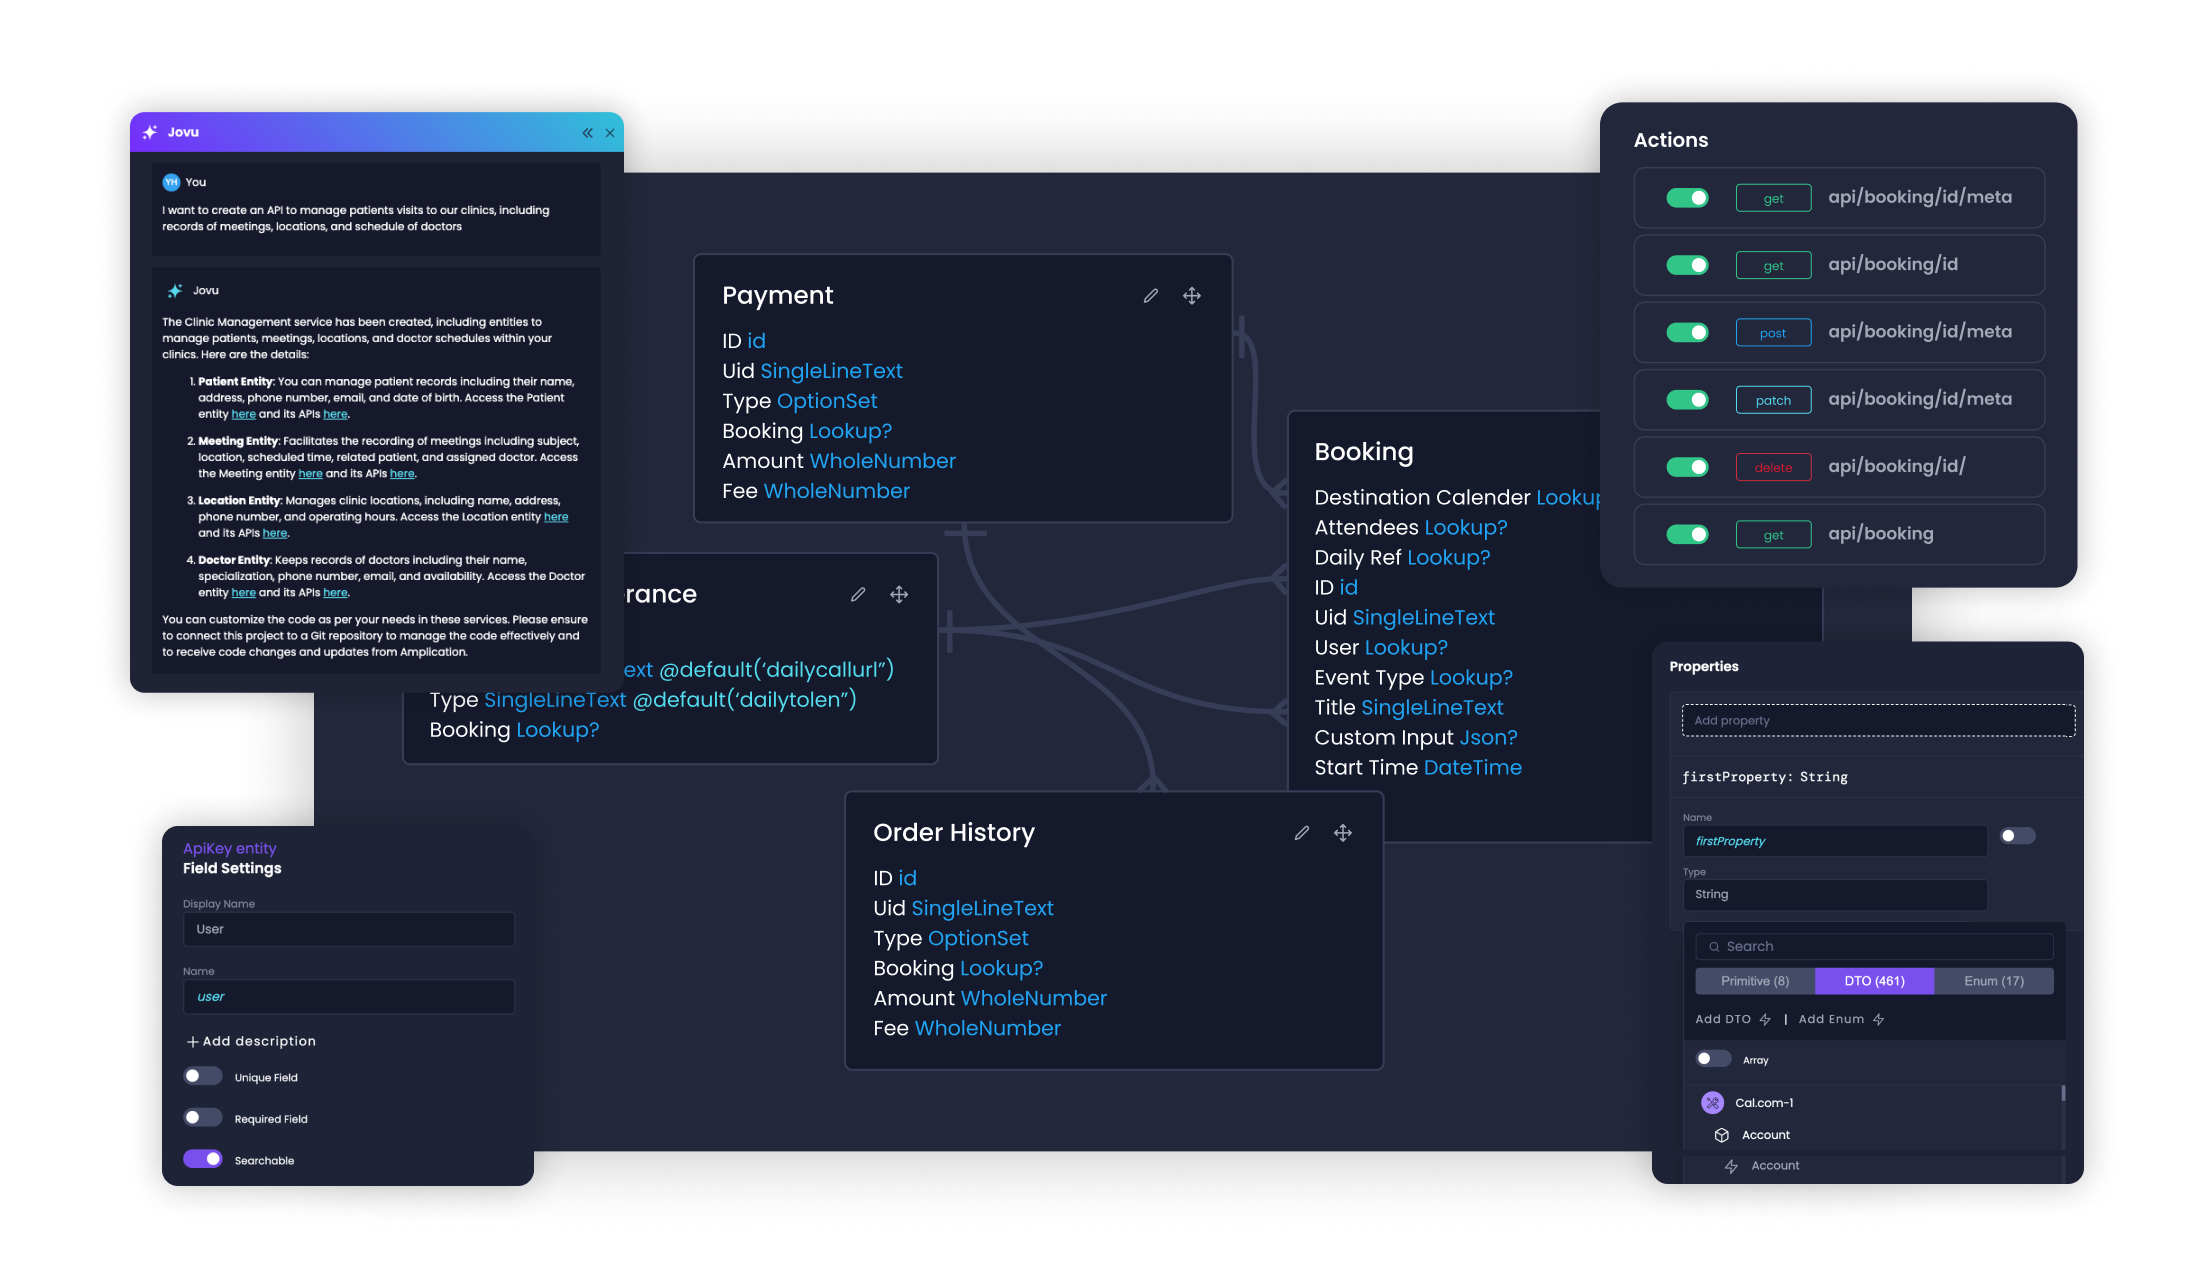 Jovu
YH You
I want to create an API to manage patients visits to our clinics, including
records of meetings, locations, and schedule of doctors
Jovu
The Clinic Management service has been created, including entities to
manage patients, meetings, locations, and doctor schedules within your
clinics. Here are the details:
1. Patient Entity: You can manage patient records including their name,
address, phone number, email, and date of birth. Access the Patient
entity here and its APIs here.
2. Meeting Entity: Facilitates the recording of meetings including subject,
location, scheduled time, related patient, and assigned doctor. Access
the Meeting entity here and its APIs here.
3. Location Entity: Manages clinic locations, including name, address,
phone number, and operating hours. Access the Location entity here
and its APIs here.
4. Doctor Entity: Keeps records of doctors including their name,
specialization, phone number, email, and availability. Access the Doctor
entity here and its APIs here.
You can customize the code as per your needs in these services. Please ensure
to connect this project to a Git repository to manage the code effectively and
to receive code changes and updates from Amplication.
Payment
ID id
Uid SingleLineText
Type OptionSet
Booking Lookup?
Amount WholeNumber
Fee WholeNumber
rance
ext @default(‘dailycallurl”)
Type SingleLineText @default(‘dailytolen”)
Booking Lookup?
Booking
Destination Calender Lookup
Attendees Lookup?
Daily Ref Lookup?
ID id
Uid SingleLineText
User Lookup?
Event Type Lookup?
Title SingleLineText
Custom Input Json?
Start Time DateTime
Order History
ID id
Uid SingleLineText
Type OptionSet
Booking Lookup?
Amount WholeNumber
Fee WholeNumber
Actions
get api/booking/id/meta
get api/booking/id
post api/booking/id/meta
patch api/booking/id/meta
delete api/booking/id/
get api/booking
ApiKey entity
Field Settings
Display Name
User
Name
user
+ Add description
Unique Field
Required Field
Searchable
Properties
Add property
firstProperty: String
Name
firstProperty
Type
String
Search
Primitive (8) DTO (461) Enum (17)
Add DTO | Add Enum
Array
Cal.com-1
Account
Account